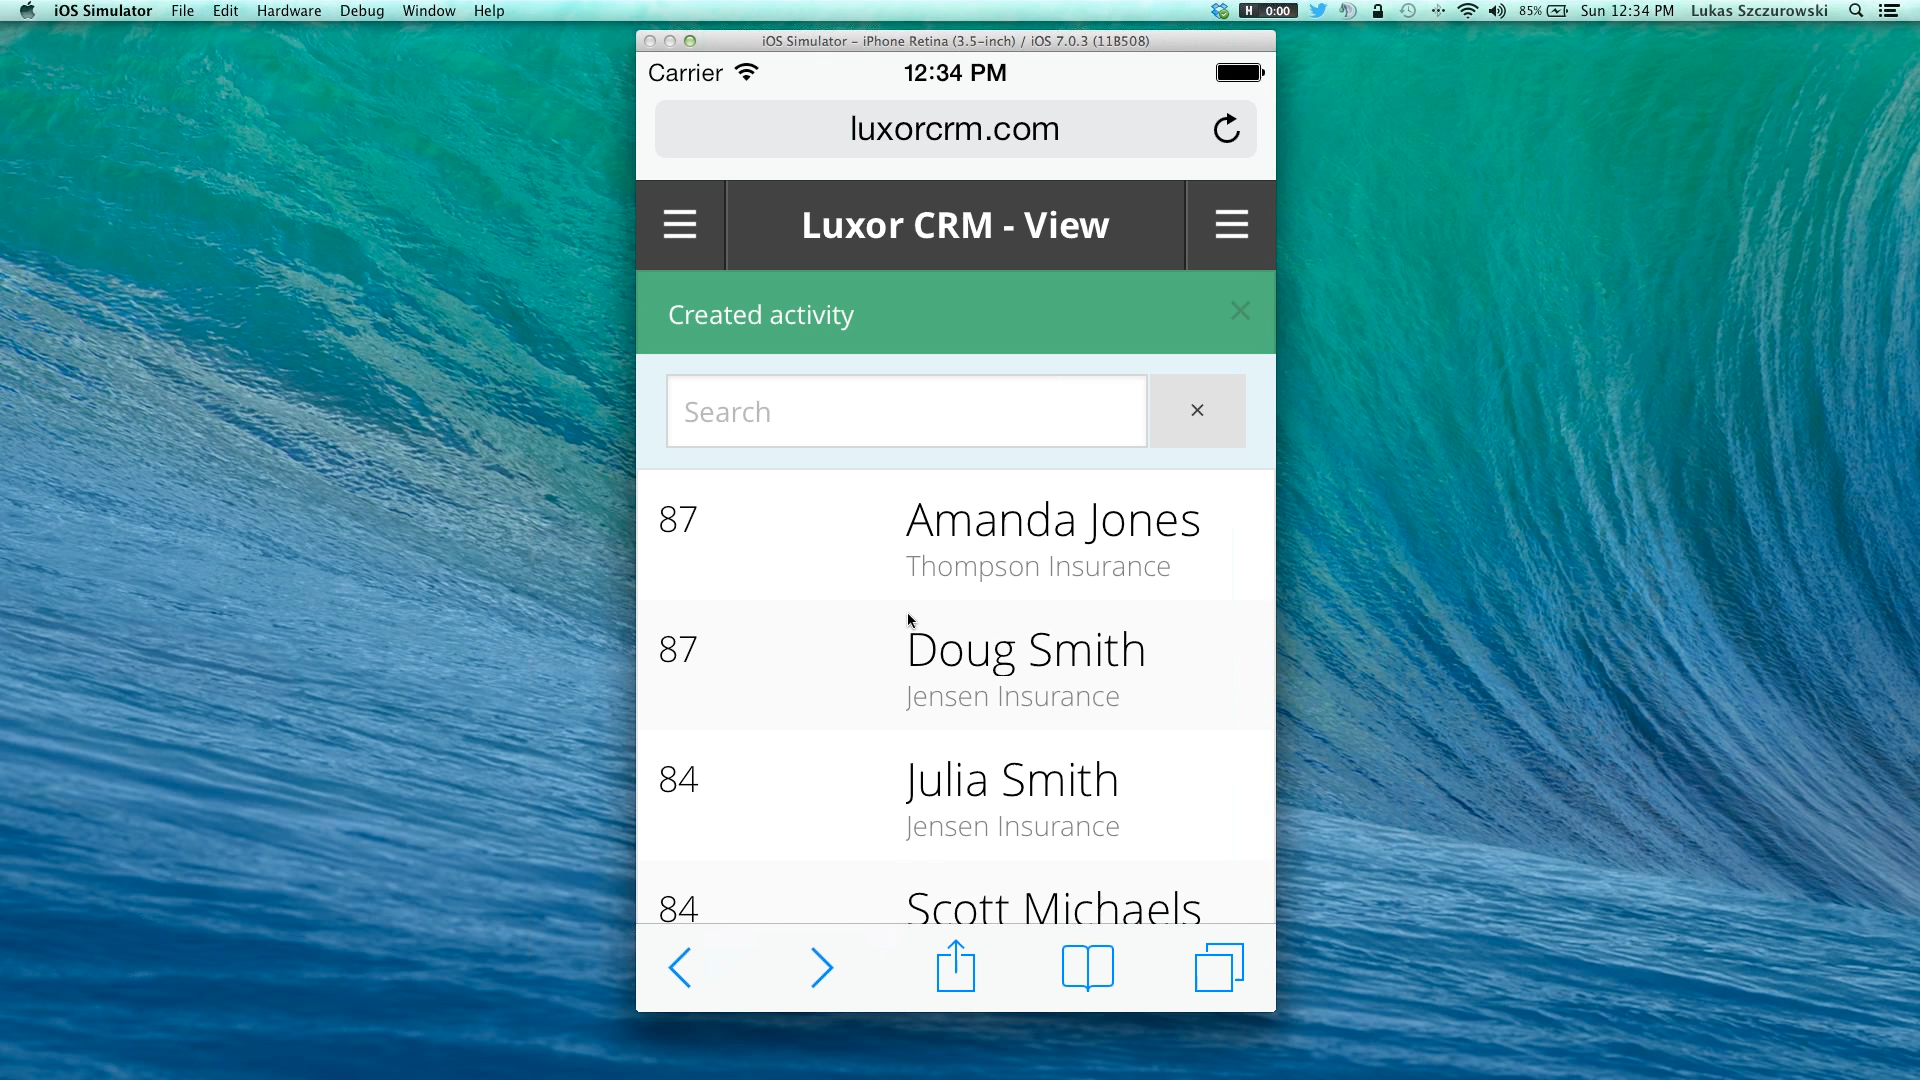 iOS Simulator File Edit Hardware Debug Window Help H 0:00 85% Sun 12:34 PM Lukas Szczurowski
iOS Simulator - iPhone Retina (3.5-inch) / iOS 7.0.3 (11B508)
Carrier 12:34 PM
luxorcrm.com
Luxor CRM - View
Created activity
Search
87 Amanda Jones
Thompson Insurance
87 Doug Smith
Jensen Insurance
84 Julia Smith
Jensen Insurance
84 Scott Michaels